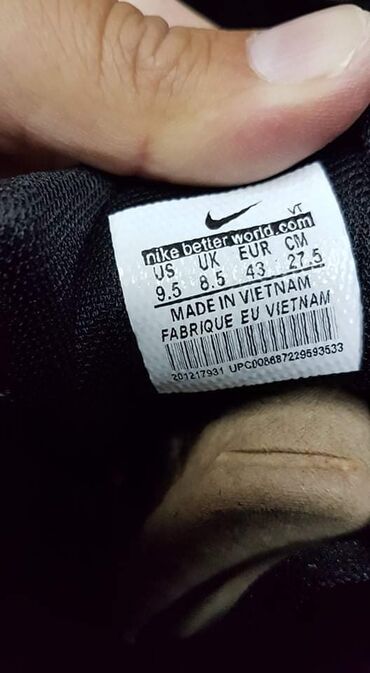 VT
nike better world.com
US UK EUR CM
9.5 8.5 43 27.5
MADE IN VIETNAM
FABRIQUE EU VIETNAM
201217931 UPC008687229593533